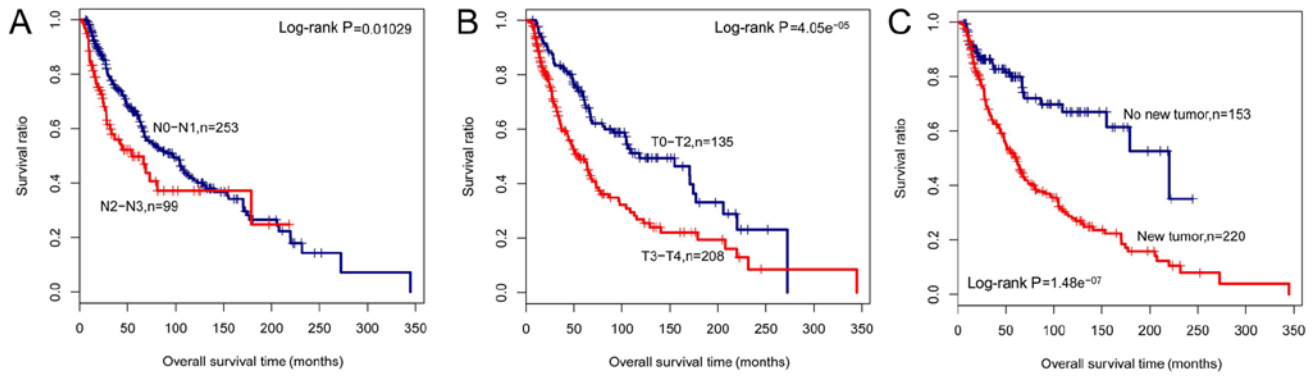 A
Log-rank P=0.01029
Survival ratio
1.0
0.8
0.6
0.4
0.2
0.0
N0−N1,n=253
N2−N3,n=99
0 50 100 150 200 250 300 350
Overall survival time (months)
B
Log-rank P=4.05e⁻⁰⁵
Survival ratio
1.0
0.8
0.6
0.4
0.2
0.0
T0−T2,n=135
T3−T4,n=208
0 50 100 150 200 250 300 350
Overall survival time (months)
C
Survival ratio
1.0
0.8
0.6
0.4
0.2
0.0
No new tumor,n=153
New tumor,n=220
Log-rank P=1.48e⁻⁰⁷
0 50 100 150 200 250 300 350
Overall survival time (months)